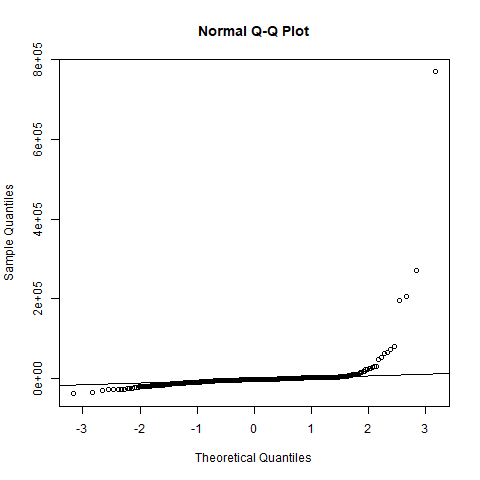 Normal Q-Q Plot
8e+05
6e+05
4e+05
2e+05
0e+00
Sample Quantiles
-3 -2 -1 0 1 2 3
Theoretical Quantiles